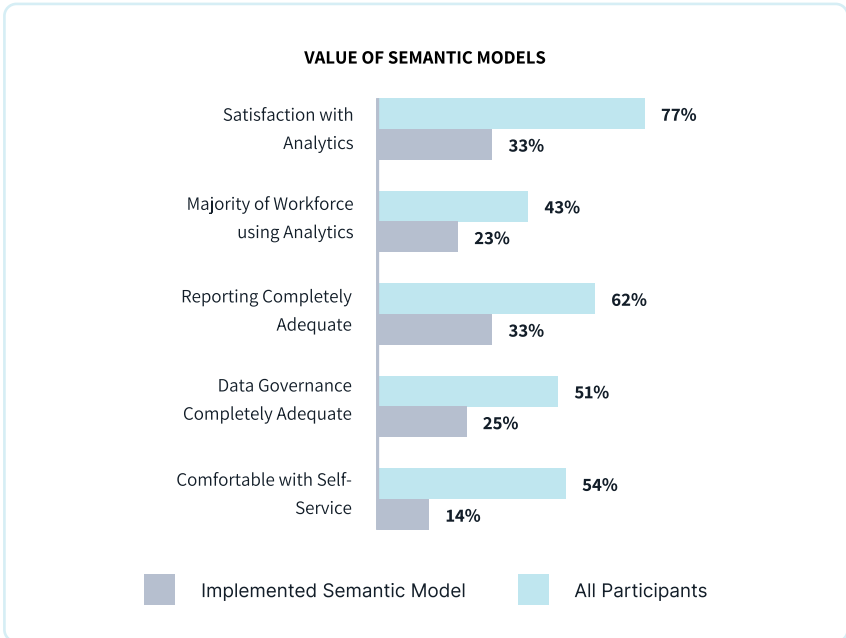 VALUE OF SEMANTIC MODELS
Satisfaction with
Analytics
77%
33%
Majority of Workforce
using Analytics
43%
23%
Reporting Completely
Adequate
62%
33%
Data Governance
Completely Adequate
51%
25%
Comfortable with Self-
Service
54%
14%
Implemented Semantic Model
All Participants